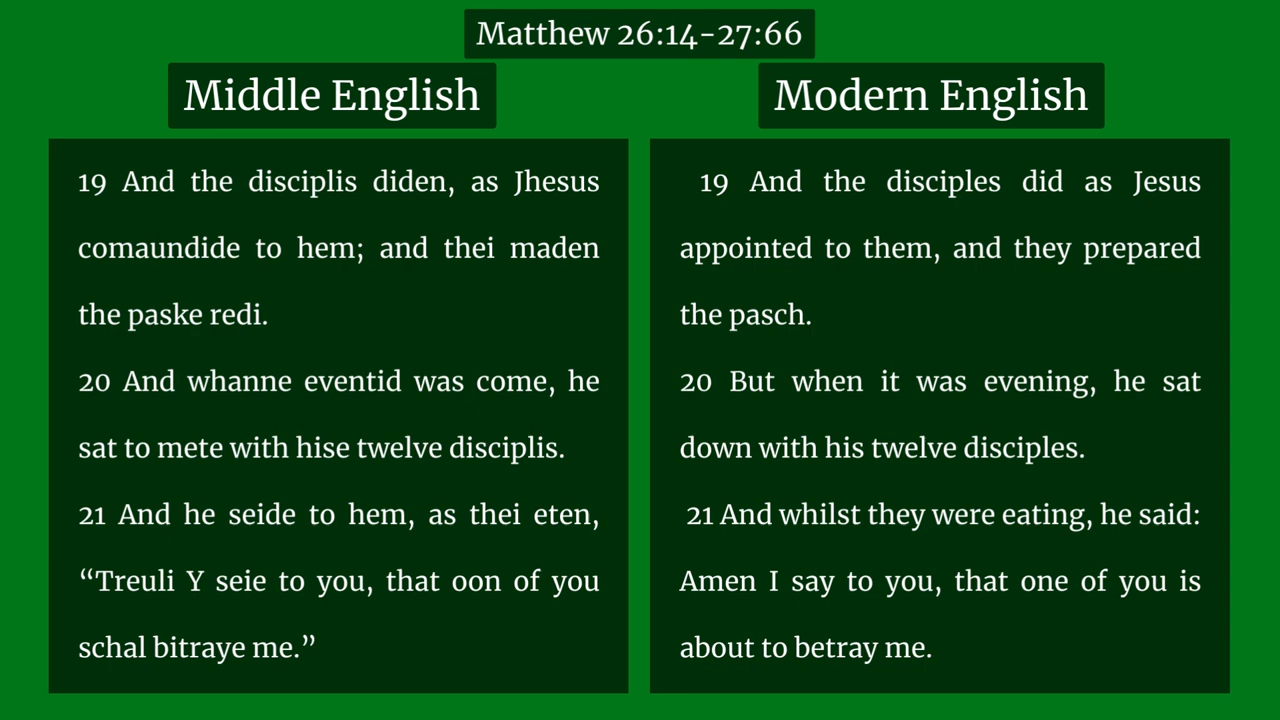 Matthew 26:14-27:66
Middle English
19 And the disciplis diden, as Jhesus
comaundide to hem; and thei maden
the paske redi.
20 And whanne eventid was come, he
sat to mete with hise twelve disciplis.
21 And he seide to hem, as thei eten,
“Treuli Y seie to you, that oon of you
schal bitraye me.”
Modern English
19 And the disciples did as Jesus
appointed to them, and they prepared
the pasch.
20 But when it was evening, he sat
down with his twelve disciples.
21 And whilst they were eating, he said:
Amen I say to you, that one of you is
about to betray me.